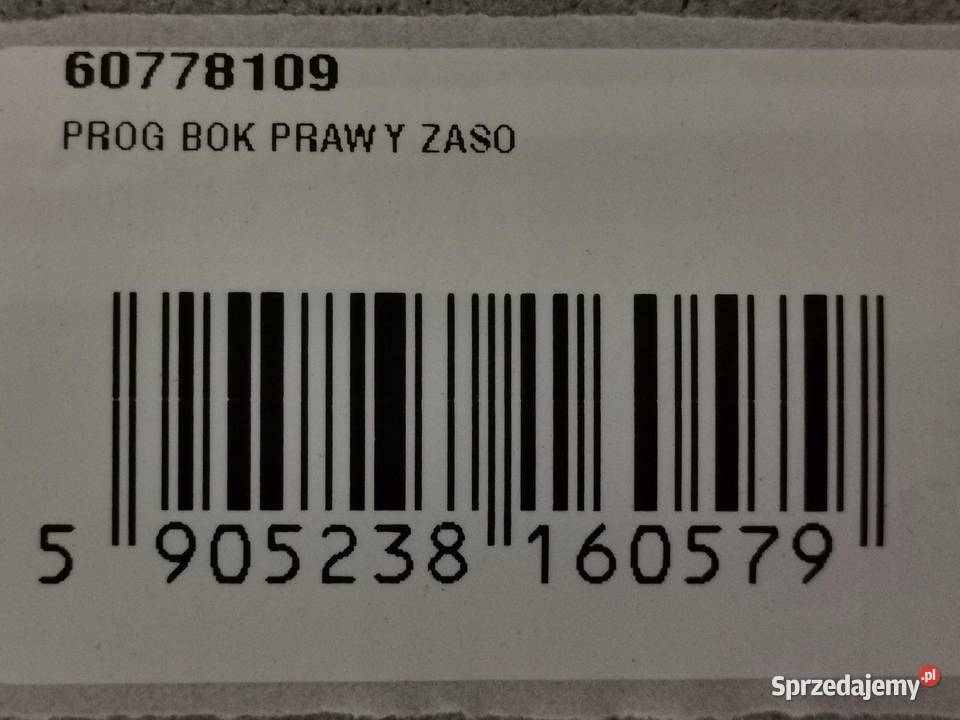 60778109
PROG BOK PRAWY ZASO
5 905238 160579
Sprzedajemy.pl